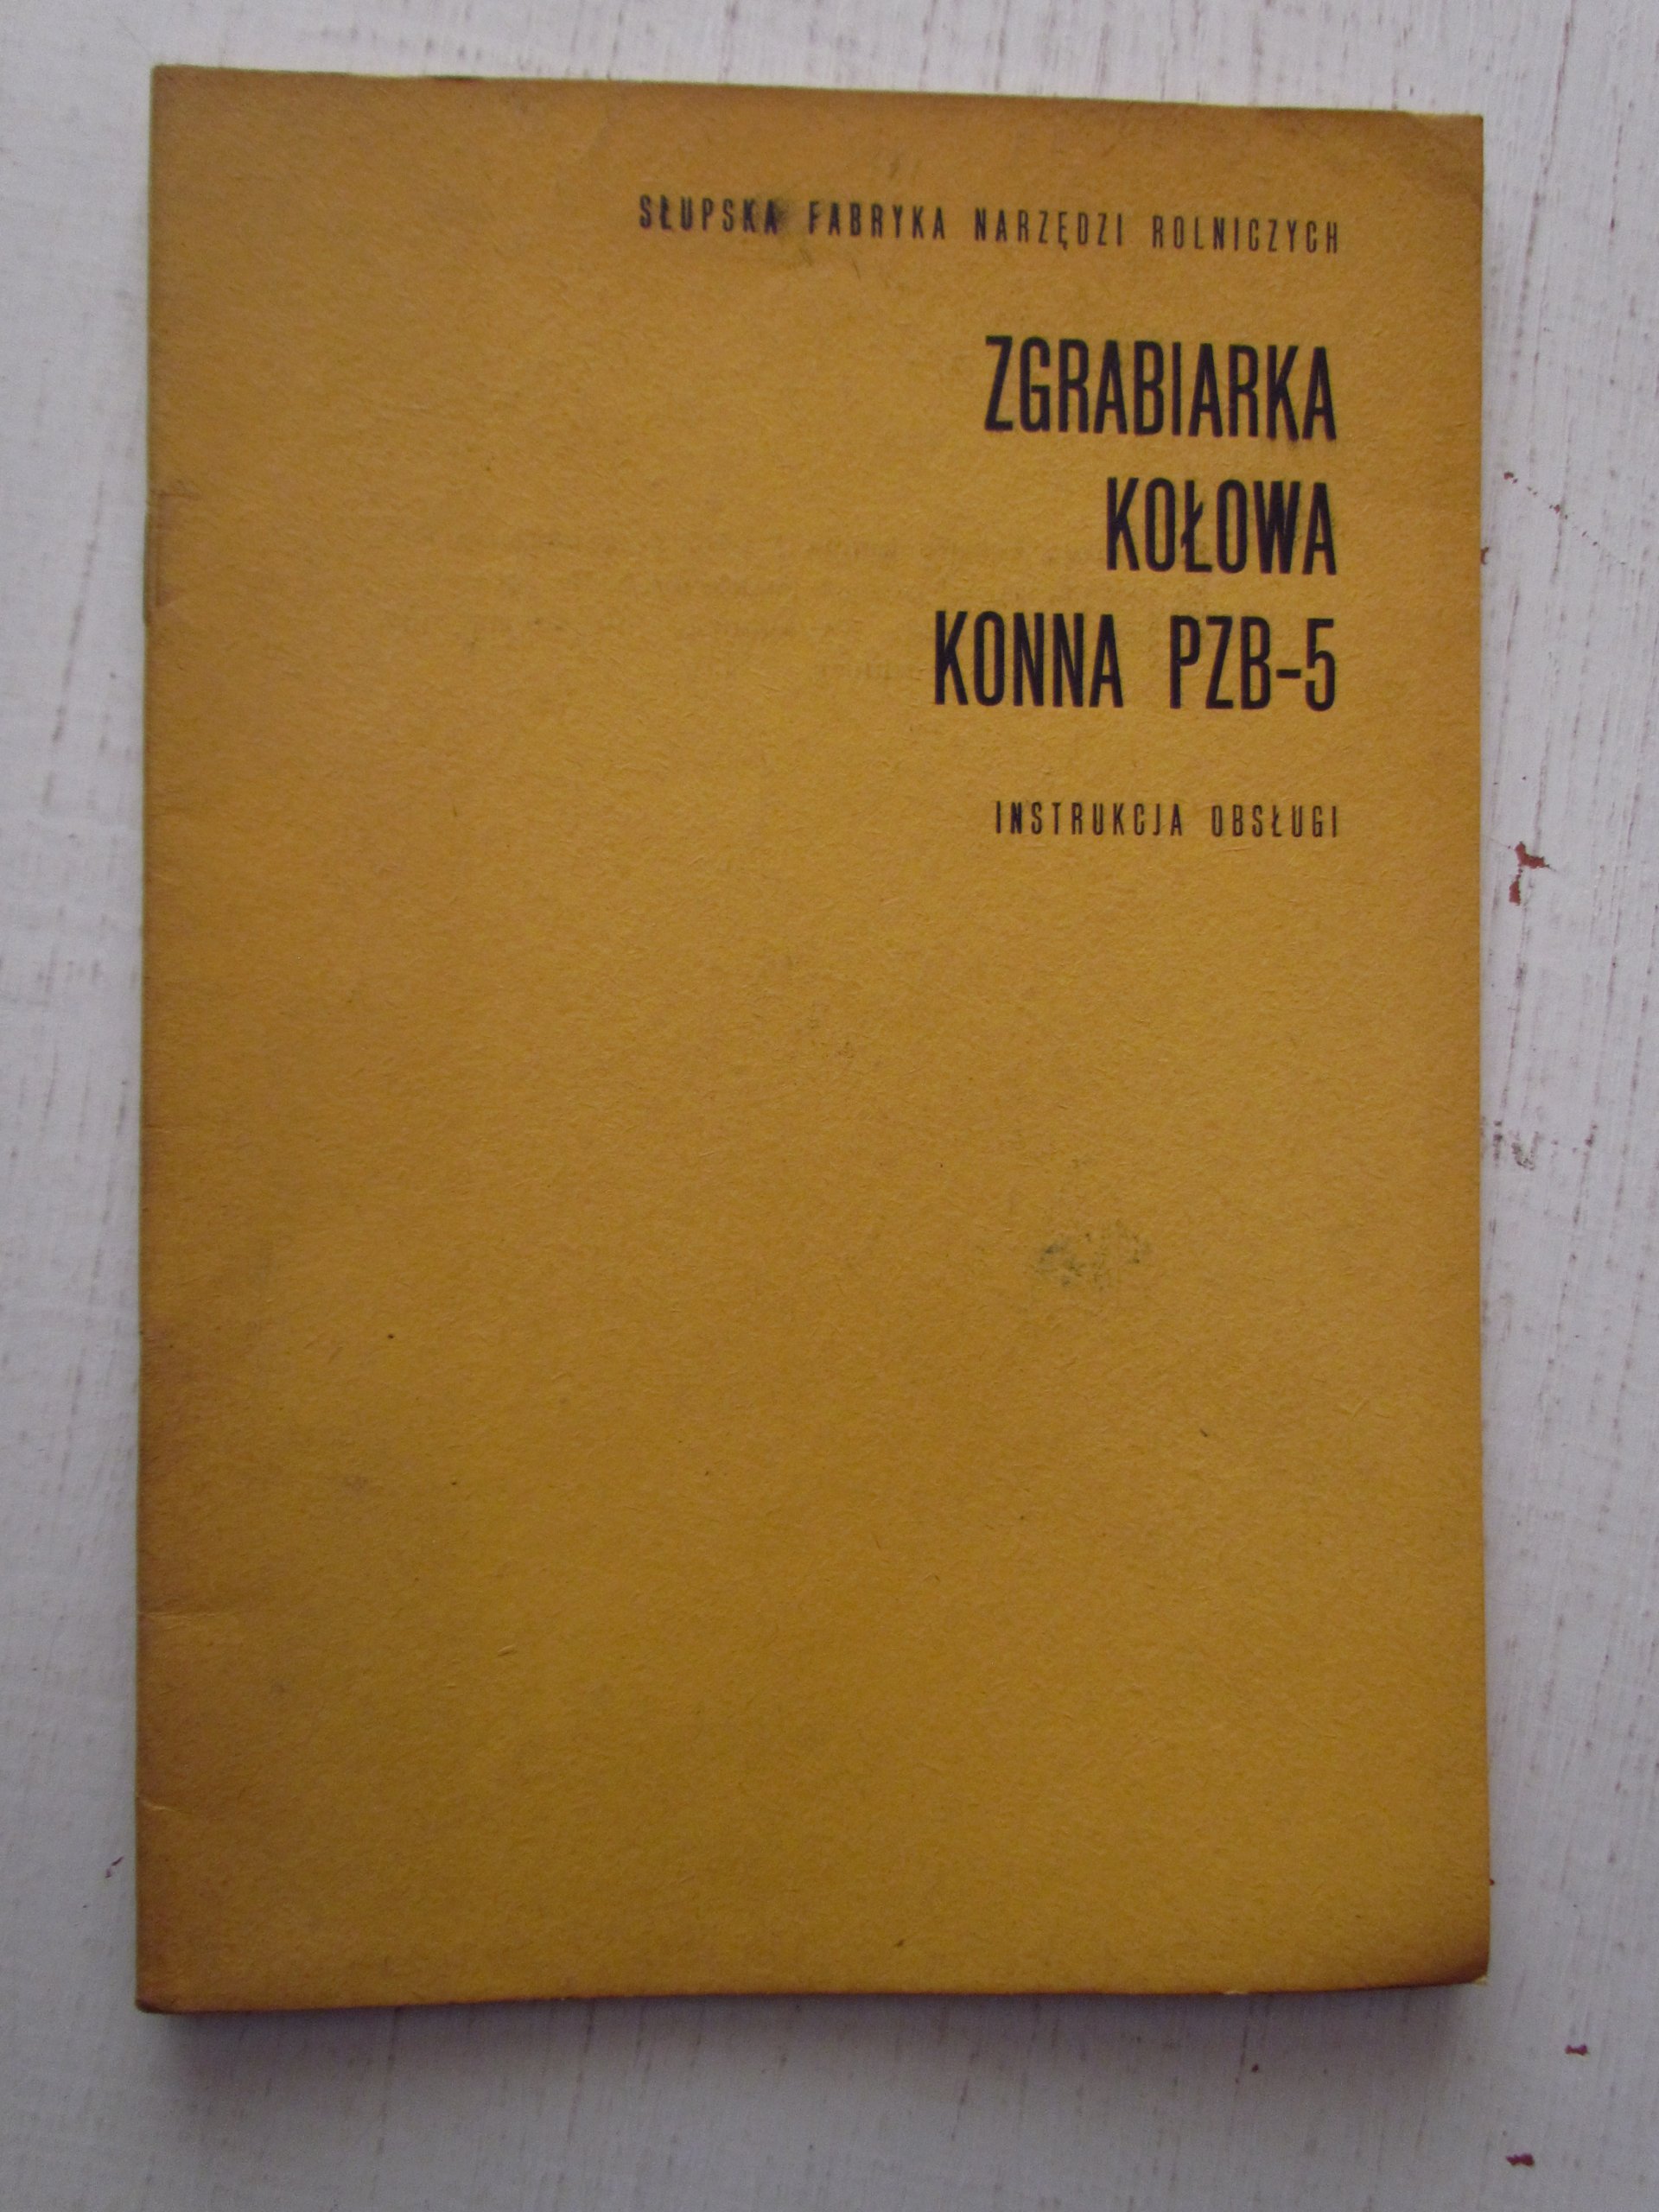 SŁUPSKA FABRYKA NARZĘDZI ROLNICZYCH
ZGRABIARKA
KOŁOWA
KONNA PZB-5
INSTRUKCJA OBSŁUGI